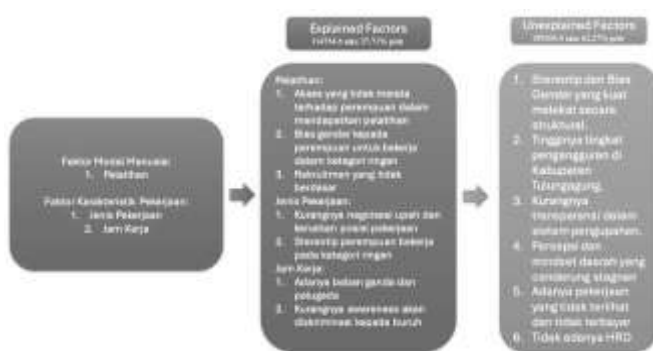 Faktor Modal Manusia:
1. Pelatihan
Faktor Karakteristik Pekerjaan:
1. Jenis Pekerjaan
2. Jam Kerja
Explained Factors
Pelatihan:
1. Akses yang tidak merata
terhadap perempuan dalam
mendapatkan pelatihan
2. Bias gender kepada
perempuan untuk bekerja
dalam kategori ringan
3. Rekrutmen yang tidak
berdasar
Jenis Pekerjaan:
1. Kurangnya negosiasi upah dan
kenaikan posisi pekerjaan
2. Stereotip perempuan bekerja
pada kategori ringan
Jam Kerja:
1. Adanya beban ganda dan
2. Kurangnya awareness akan
diskriminasi kepada buruh
Unexplained Factors
1. Stereotip dan Bias
Gender yang kuat
melekat secara
struktural.
2. Tingginya tingkat
pengangguran di
Kabupaten
Tulungagung.
3. Kurangnya
transparansi dalam
sistem pengupahan.
4. Persepsi dan
mindset daerah yang
cenderung stagnan
5. Adanya pekerjaan
yang tidak terlihat
dan tidak terbayar
6. Tidak adanya HRD